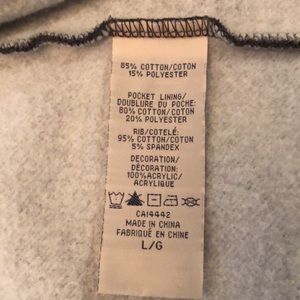 85% COTTON/COTON
15% POLYESTER
POCKET LINING/
DOUBLURE DU POCHE:
80% COTTON/COTON
20% POLYESTER
RIB/COTELÉ:
95% COTTON/COTON
5% SPANDEX
DECORATION/
DÉCORATION:
100%ACRYLIC/
ACRYLIQUE
CA14442
MADE IN CHINA
FABRIQUÉ EN CHINE
L/G